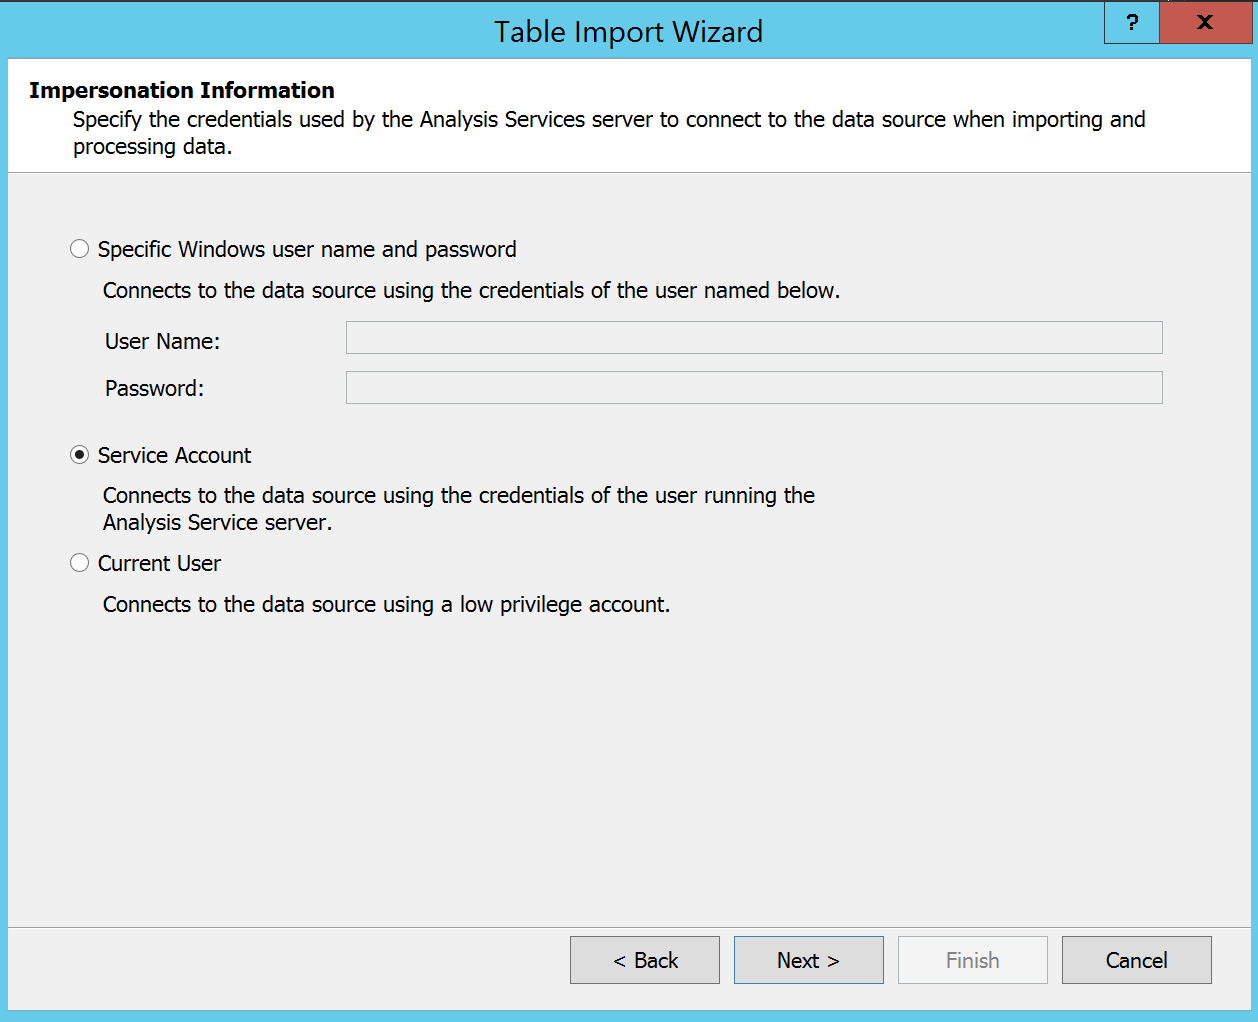 Table Import Wizard
?
x
Impersonation Information
Specify the credentials used by the Analysis Services server to connect to the data source when importing and
processing data.
Specific Windows user name and password
Connects to the data source using the credentials of the user named below.
User Name:
Password:
Service Account
Connects to the data source using the credentials of the user running the
Analysis Service server.
Current User
Connects to the data source using a low privilege account.
< Back
Next >
Finish
Cancel